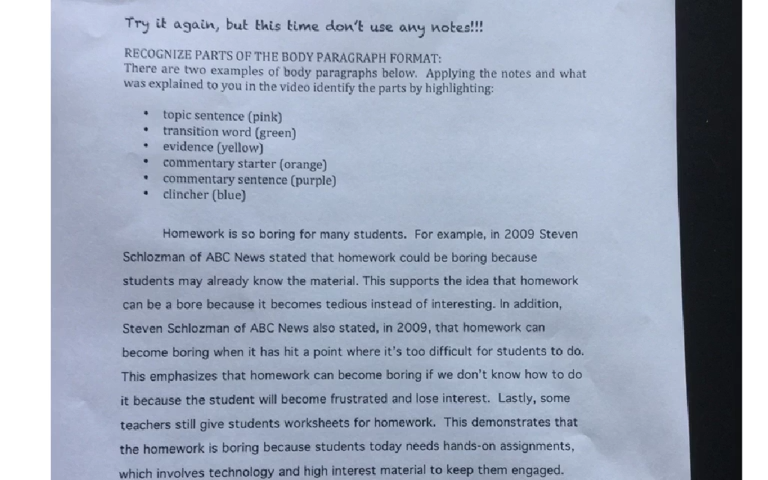 Try it again, but this time don't use any notes!!!
RECOGNIZE PARTS OF THE BODY PARAGRAPH FORMAT:
There are two examples of body paragraphs below. Applying the notes and what
was explained to you in the video identify the parts by highlighting:
• topic sentence (pink)
• transition word (green)
• evidence (yellow)
• commentary starter (orange)
• commentary sentence (purple)
• clincher (blue)
Homework is so boring for many students. For example, in 2009 Steven
Schlozman of ABC News stated that homework could be boring because
students may already know the material. This supports the idea that homework
can be a bore because it becomes tedious instead of interesting. In addition,
Steven Schlozman of ABC News also stated, in 2009, that homework can
become boring when it has hit a point where it's too difficult for students to do.
This emphasizes that homework can become boring if we don't know how to do
it because the student will become frustrated and lose interest. Lastly, some
teachers still give students worksheets for homework. This demonstrates that
the homework is boring because students today needs hands-on assignments,
which involves technology and high interest material to keep them engaged.